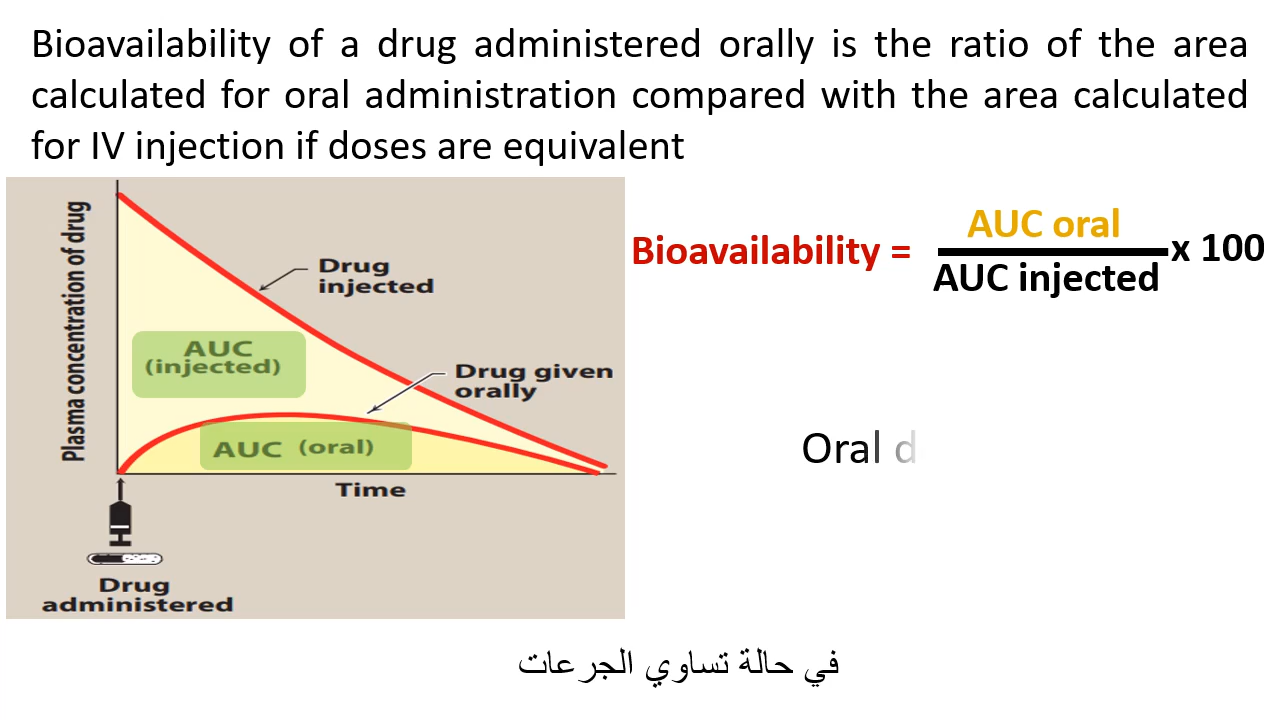 Bioavailability of a drug administered orally is the ratio of the area
calculated for oral administration compared with the area calculated
for IV injection if doses are equivalent
Plasma concentration of drug
Drug
injected
AUC
(injected)
Drug given
orally
AUC (oral)
Time
Drug
administered
Bioavailability = AUC oral x 100
AUC injected
Oral d
في حالة تساوي الجرعات